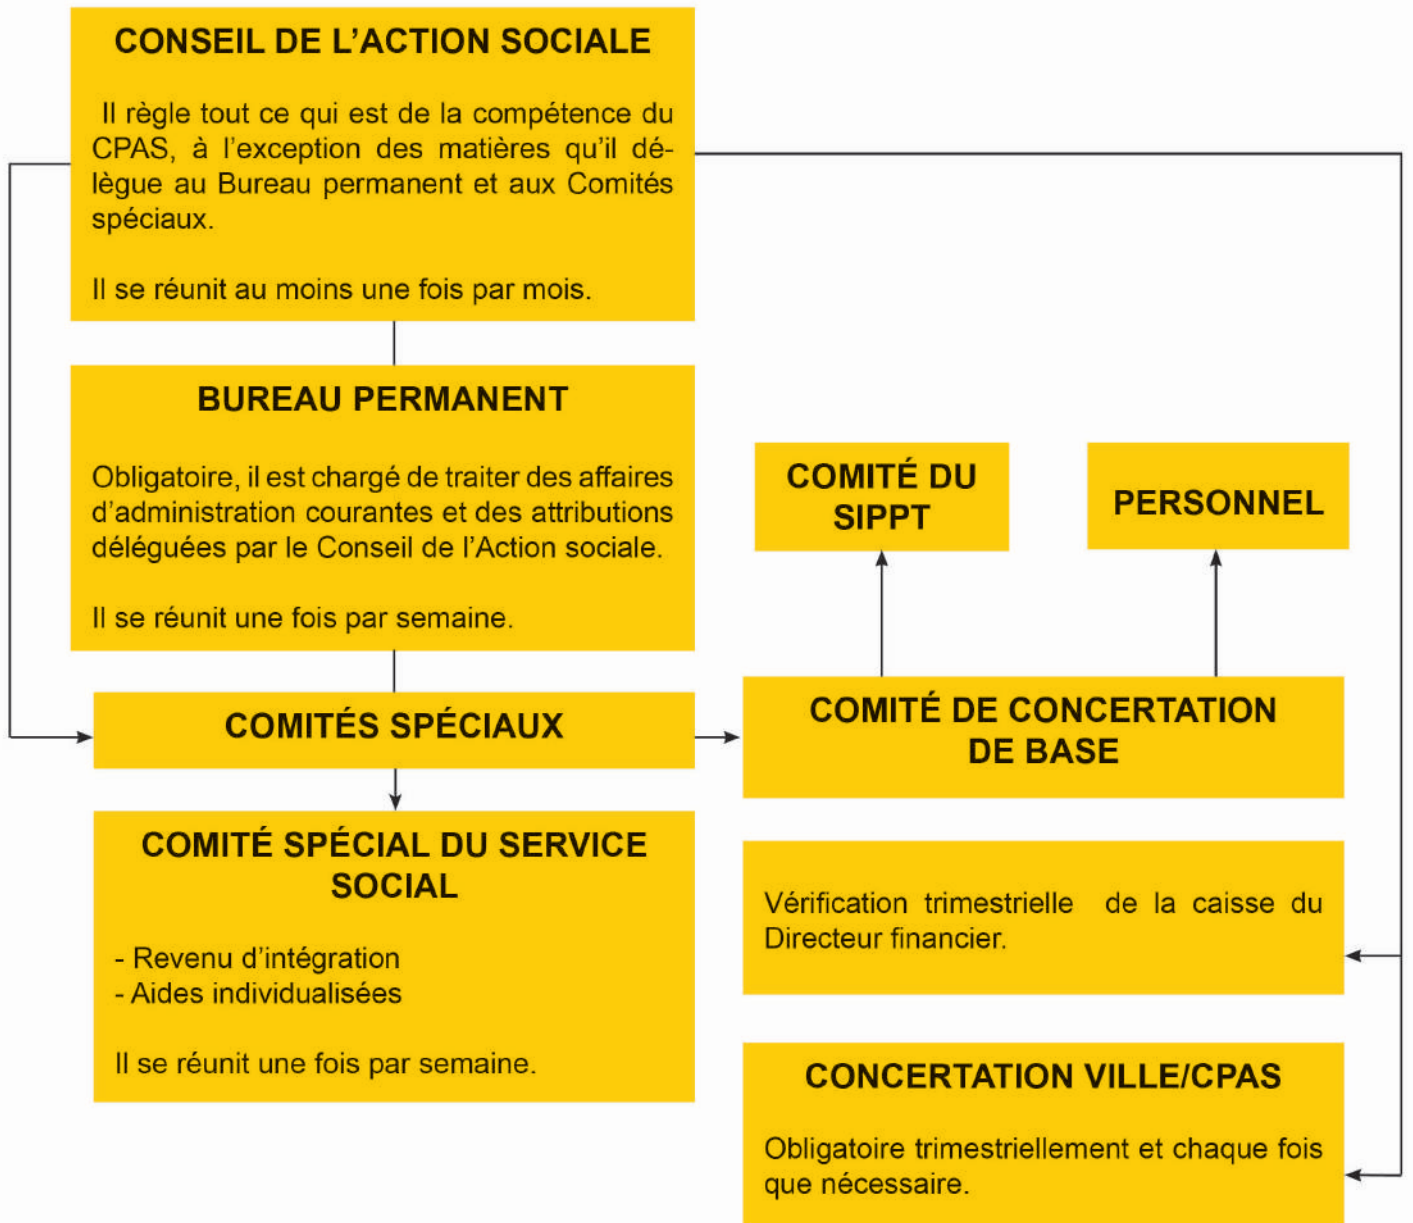 CONSEIL DE L'ACTION SOCIALE
Il règle tout ce qui est de la compétence du
CPAS, à l'exception des matières qu'il dé-
lègue au Bureau permanent et aux Comités
spéciaux.
Il se réunit au moins une fois par mois.
BUREAU PERMANENT
Obligatoire, il est chargé de traiter des affaires
d'administration courantes et des attributions
déléguées par le Conseil de l'Action sociale.
Il se réunit une fois par semaine.
COMITÉS SPÉCIAUX
COMITÉ SPÉCIAL DU SERVICE
SOCIAL
- Revenu d'intégration
- Aides individualisées
Il se réunit une fois par semaine.
COMITÉ DU
SIPPT
PERSONNEL
COMITÉ DE CONCERTATION
DE BASE
Vérification trimestrielle de la caisse du
Directeur financier.
CONCERTATION VILLE/CPAS
Obligatoire trimestriellement et chaque fois
que nécessaire.